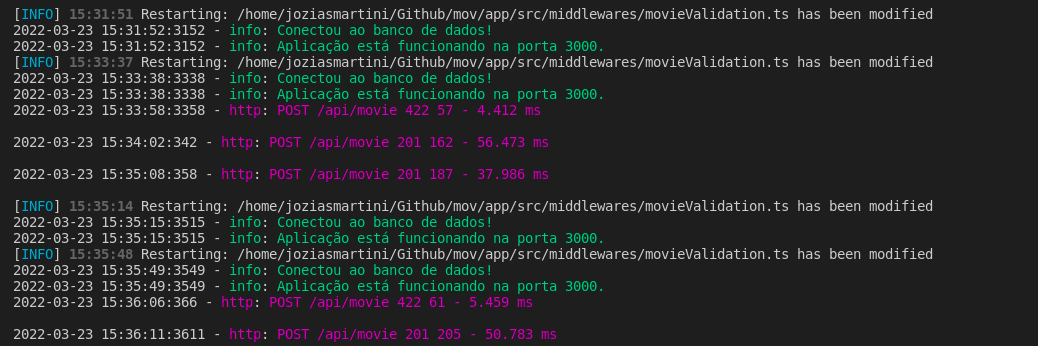 [INFO] 15:31:51 Restarting: /home/joziasmartini/Github/mov/app/src/middlewares/movieValidation.ts has been modified
2022-03-23 15:31:52:3152 - info: Conectou ao banco de dados!
2022-03-23 15:31:52:3152 - info: Aplicação está funcionando na porta 3000.
[INFO] 15:33:37 Restarting: /home/joziasmartini/Github/mov/app/src/middlewares/movieValidation.ts has been modified
2022-03-23 15:33:38:3338 - info: Conectou ao banco de dados!
2022-03-23 15:33:38:3338 - info: Aplicação está funcionando na porta 3000.
2022-03-23 15:33:58:3358 - http: POST /api/movie 422 57 - 4.412 ms
2022-03-23 15:34:02:342 - http: POST /api/movie 201 162 - 56.473 ms
2022-03-23 15:35:08:358 - http: POST /api/movie 201 187 - 37.986 ms
[INFO] 15:35:14 Restarting: /home/joziasmartini/Github/mov/app/src/middlewares/movieValidation.ts has been modified
2022-03-23 15:35:15:3515 - info: Conectou ao banco de dados!
2022-03-23 15:35:15:3515 - info: Aplicação está funcionando na porta 3000.
[INFO] 15:35:48 Restarting: /home/joziasmartini/Github/mov/app/src/middlewares/movieValidation.ts has been modified
2022-03-23 15:35:49:3549 - info: Conectou ao banco de dados!
2022-03-23 15:35:49:3549 - info: Aplicação está funcionando na porta 3000.
2022-03-23 15:36:06:366 - http: POST /api/movie 422 61 - 5.459 ms
2022-03-23 15:36:11:3611 - http: POST /api/movie 201 205 - 50.783 ms